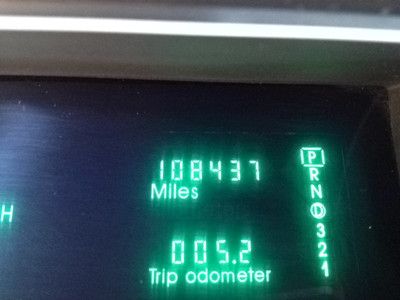 108437
Miles
H
005.2
Trip odometer
P
R
N
D
3
2
1